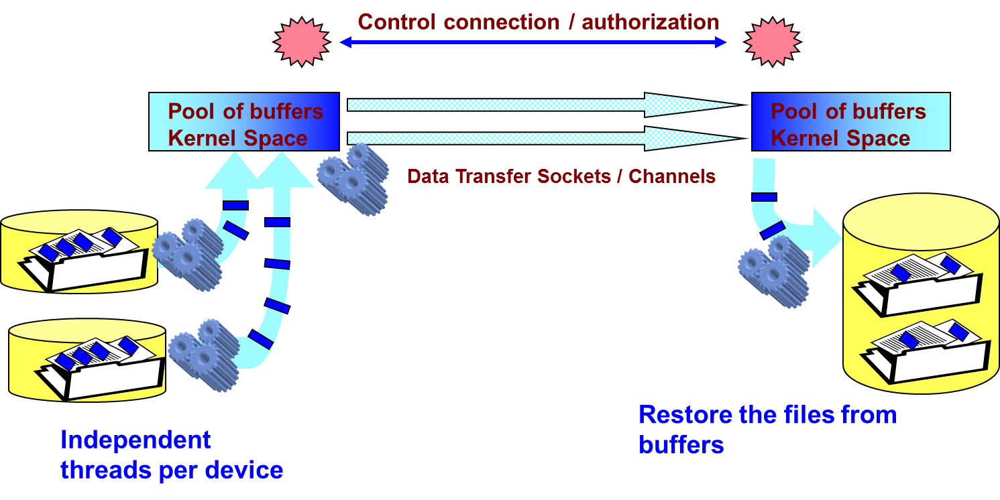 Control connection / authorization
Pool of buffers
Kernel Space
Pool of buffers
Kernel Space
Data Transfer Sockets / Channels
Independent
threads per device
Restore the files from
buffers